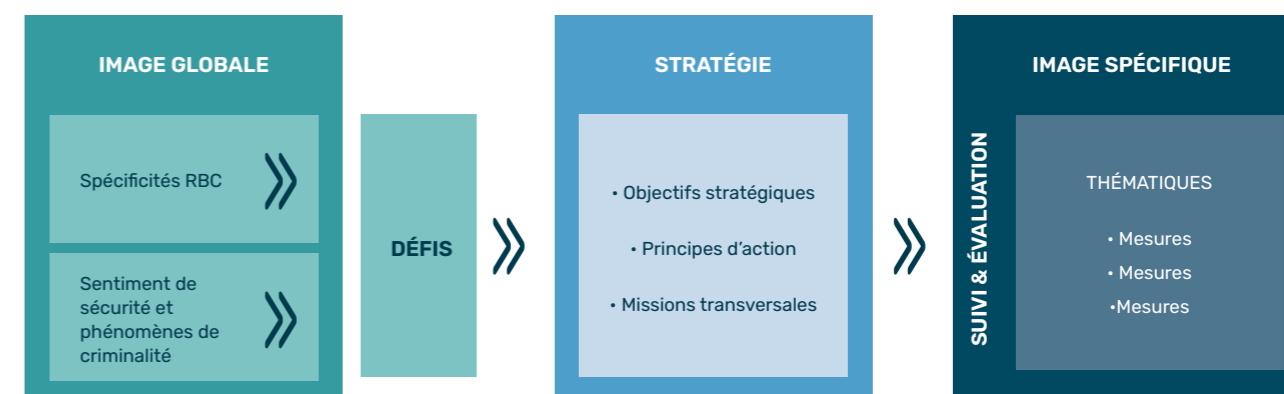 IMAGE GLOBALE
Spécificités RBC
Sentiment de
sécurité et
phénomènes de
criminalité
DÉFIS
STRATÉGIE
• Objectifs stratégiques
• Principes d'action
• Missions transversales
IMAGE SPÉCIFIQUE
SUIVI & ÉVALUATION
THÉMATIQUES
• Mesures
• Mesures
•Mesures